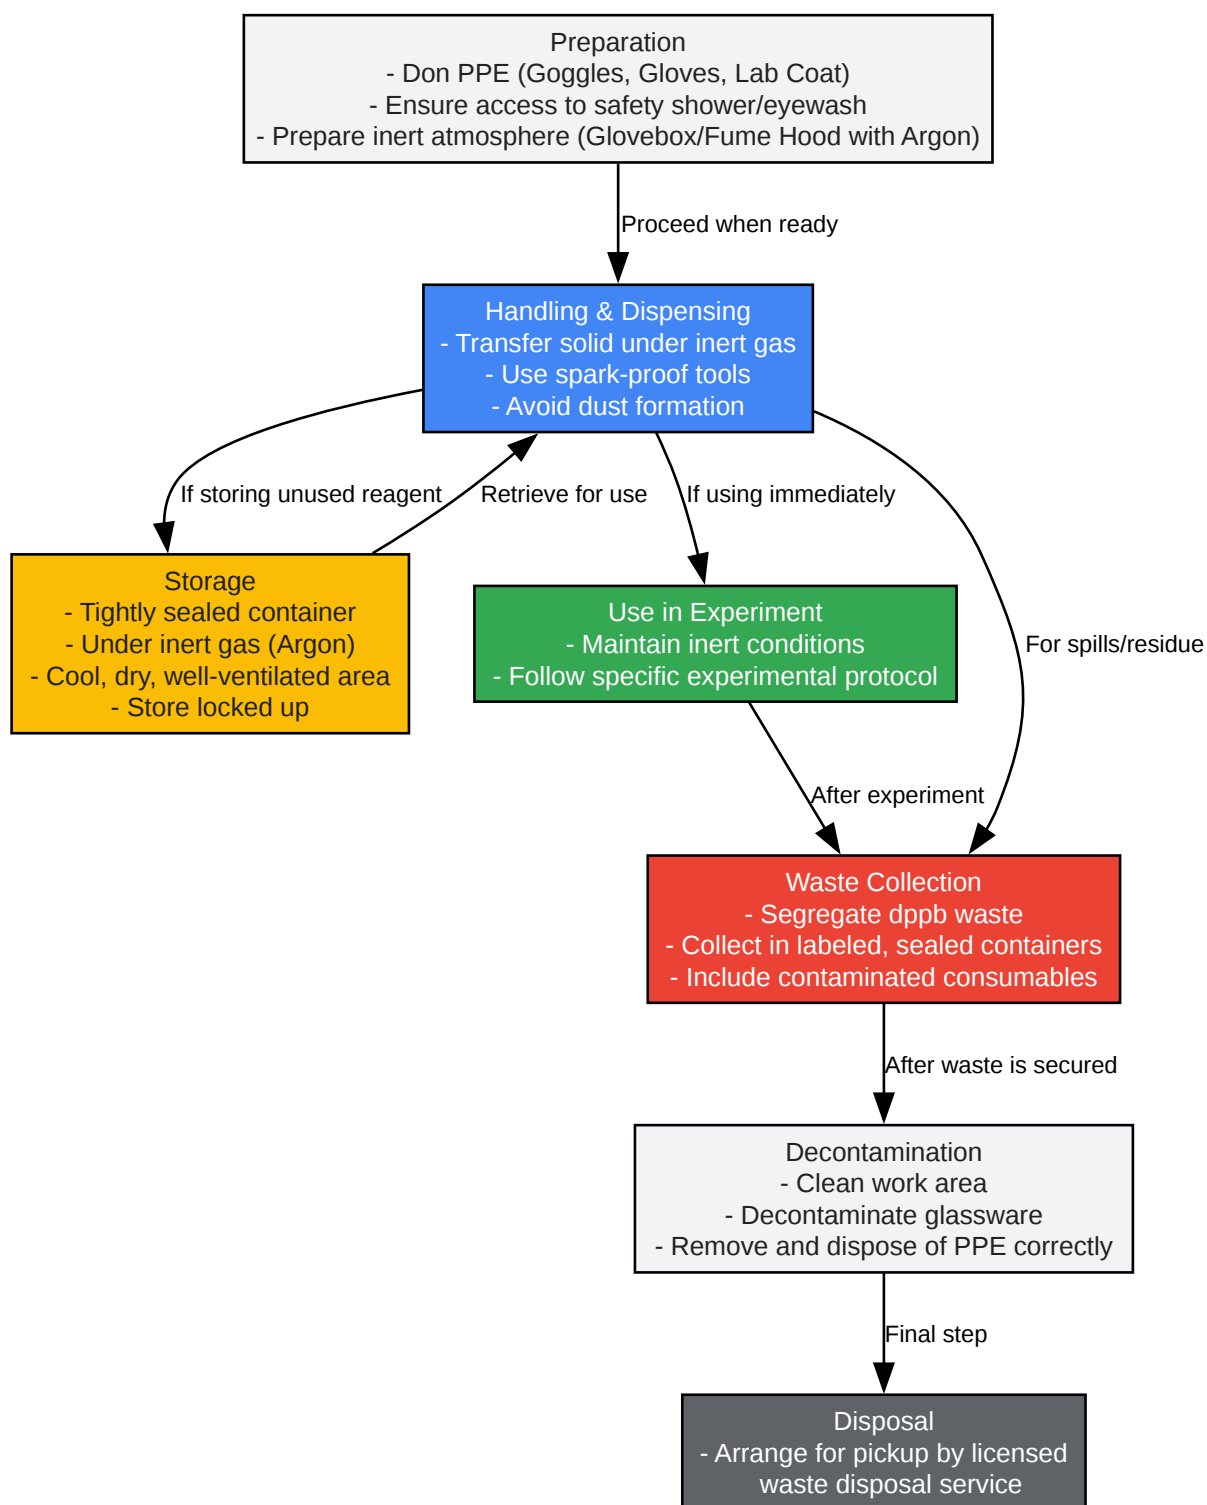 Preparation
- Don PPE (Goggles, Gloves, Lab Coat)
- Ensure access to safety shower/eyewash
- Prepare inert atmosphere (Glovebox/Fume Hood with Argon)
Proceed when ready
Handling & Dispensing
- Transfer solid under inert gas
- Use spark-proof tools
- Avoid dust formation
If storing unused reagent
Retrieve for use
If using immediately
Storage
- Tightly sealed container
- Under inert gas (Argon)
- Cool, dry, well-ventilated area
- Store locked up
Use in Experiment
- Maintain inert conditions
- Follow specific experimental protocol
For spills/residue
After experiment
Waste Collection
- Segregate dppb waste
- Collect in labeled, sealed containers
- Include contaminated consumables
After waste is secured
Decontamination
- Clean work area
- Decontaminate glassware
- Remove and dispose of PPE correctly
Final step
Disposal
- Arrange for pickup by licensed
waste disposal service